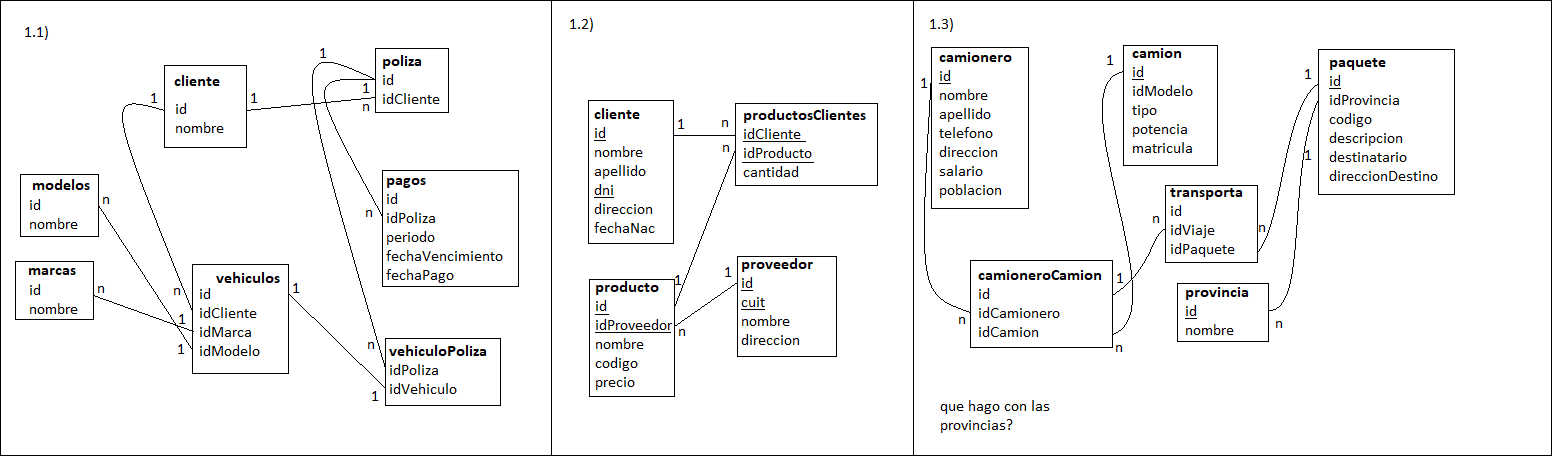 1.1)
cliente
id
nombre
1
1
1
poliza
id
idCliente
1
n
modelos
id
nombre
n
marcas
id
nombre
n
vehiculos
id
idCliente
idMarca
idModelo
n
1
1
1
pagos
id
idPoliza
periodo
fechaVencimiento
fechaPago
n
vehiculoPoliza
idPoliza
idVehiculo
n
1
1.2)
cliente
id
nombre
apellido
dni
direccion
fechaNac
1
productosClientes
idCliente
idProducto
cantidad
n
n
producto
id
idProveedor
nombre
codigo
precio
1
n
proveedor
id
cuit
nombre
direccion
1
1.3)
camionero
id
nombre
apellido
telefono
direccion
salario
poblacion
1
camion
id
idModelo
tipo
potencia
matricula
1
paquete
id
idProvincia
codigo
descripcion
destinatario
direccionDestino
1
1
transporta
id
idViaje
idPaquete
n
n
camioneroCamion
id
idCamionero
idCamion
n
1
n
provincia
id
nombre
n
que hago con las
provincias?